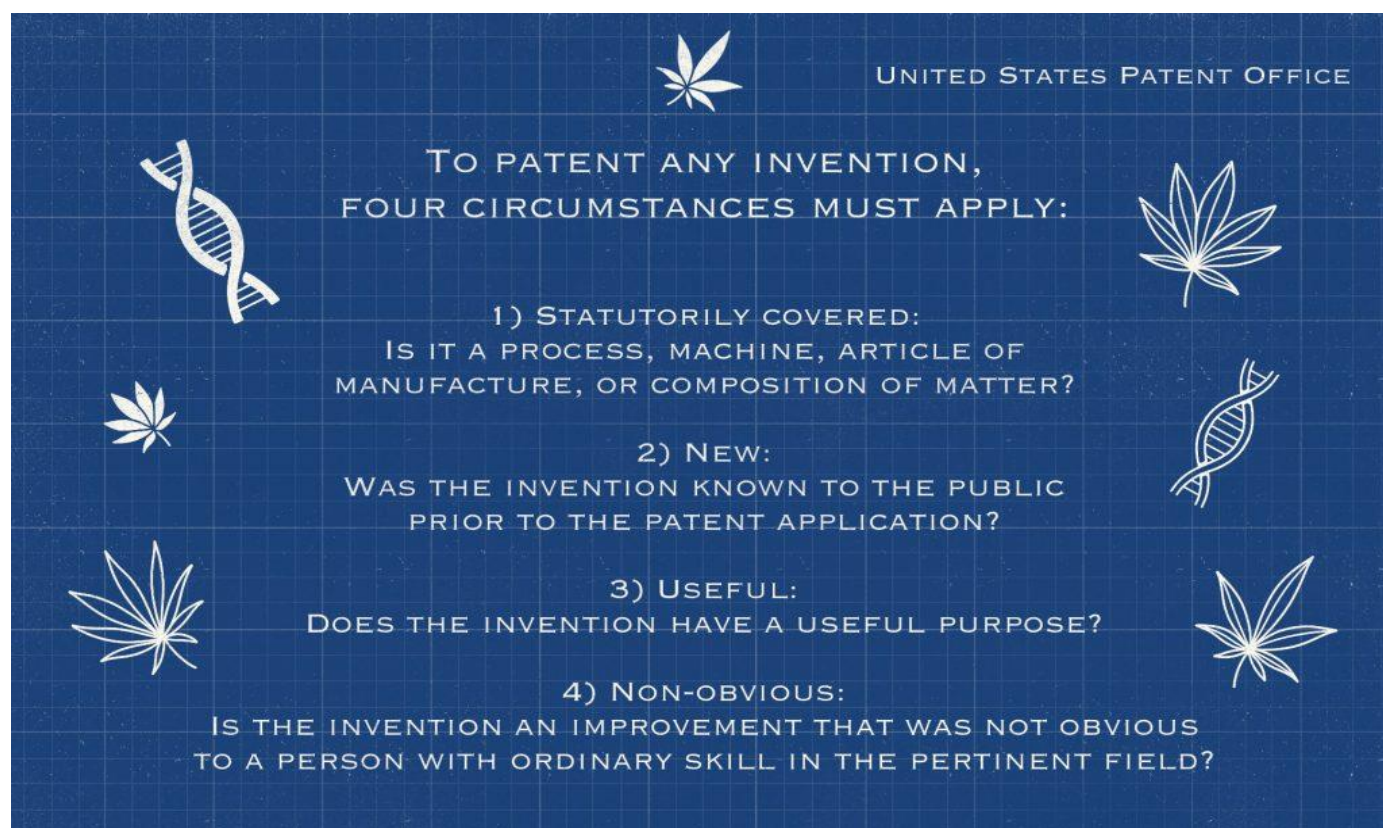 United States Patent Office
To patent any invention,
four circumstances must apply:
1) Statutorily covered:
Is it a process, machine, article of
manufacture, or composition of matter?
2) New:
Was the invention known to the public
prior to the patent application?
3) Useful:
Does the invention have a useful purpose?
4) Non-obvious:
Is the invention an improvement that was not obvious
to a person with ordinary skill in the pertinent field?